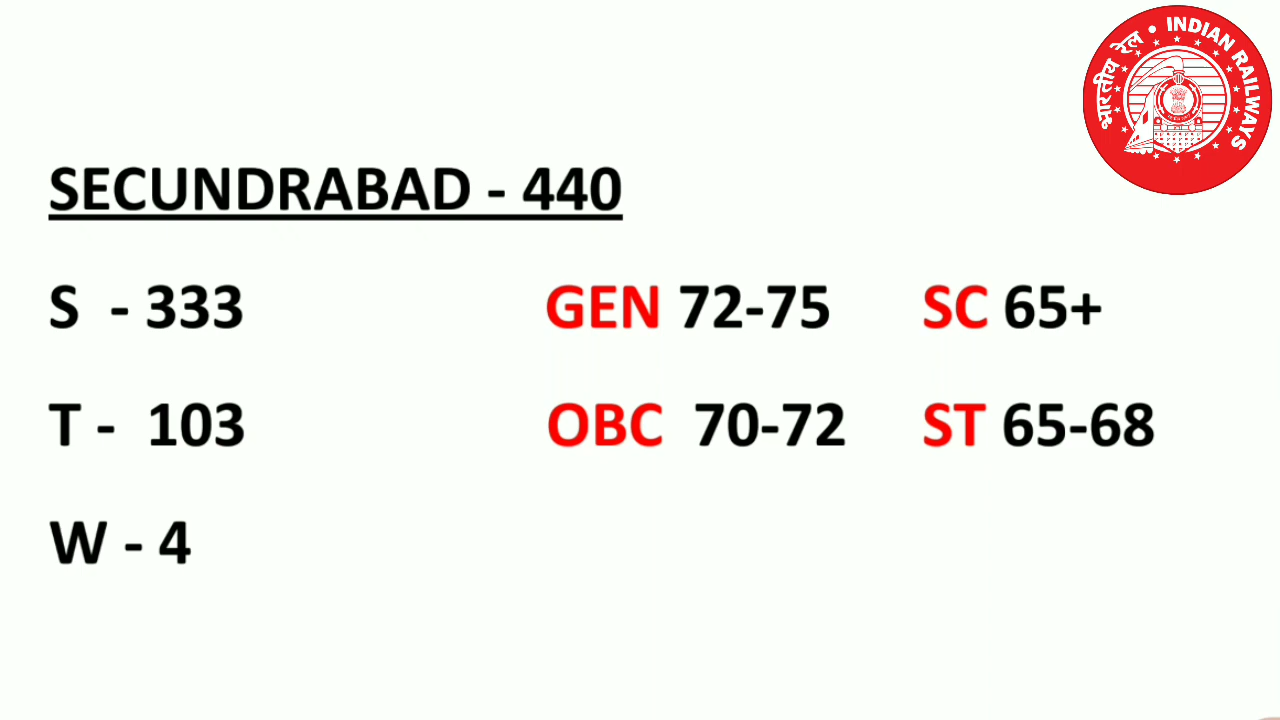 भारतीय रेल • INDIAN RAILWAYS
SECUNDRABAD - 440
S - 333 GEN 72-75 SC 65+
T - 103 OBC 70-72 ST 65-68
W - 4